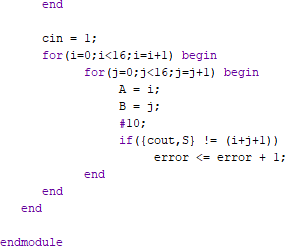 end
cin = 1;
for(i=0;i<16;i=i+1) begin
for(j=0;j<16;j=j+1) begin
A = i;
B = j;
#10;
if({cout,S} != (i+j+1))
error <= error + 1;
end
end
end
endmodule